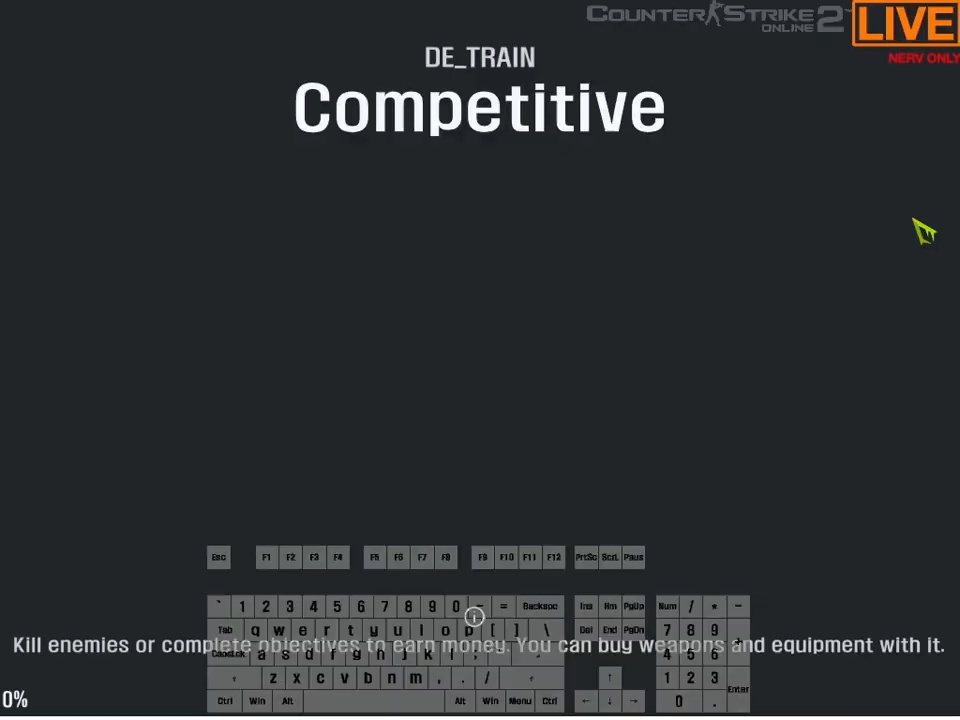 COUNTER STRIKE 2
ONLINE
LIVE
NERV ONLY
DE_TRAIN
Competitive
Esc F1 F2 F3 F4 F5 F6 F7 F8 F9 F10 F11 F12 PrtSc ScrL Paus
` 1 2 3 4 5 6 7 8 9 0 - = Backspc Ins Hm PgUp Num / * -
Tab q w e r t y u i o p [ ] \ Del End PgDn 7 8 9 +
Kill enemies or complete objectives to earn money. You can buy weapons and equipment with it.
CapsLck a s d f g h j k l ; 4 5 6
z x c v b n m , . / ↑ 1 2 3 Enter
Ctrl Win Alt Alt Win Menu Ctrl ← ↓ → 0 .
0%